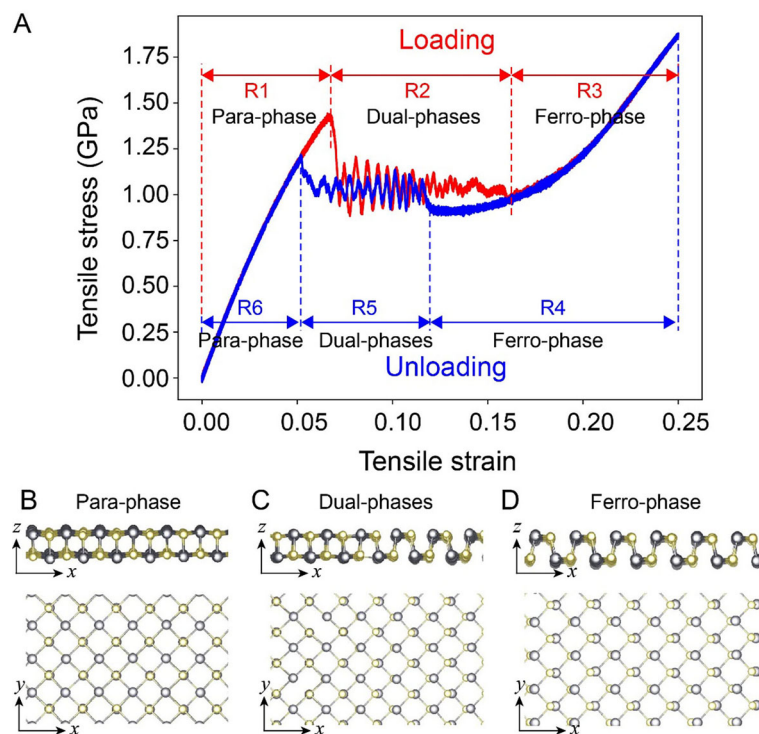 A
Loading
R1 R2 R3
Para-phase Dual-phases Ferro-phase
R6 R5 R4
Para-phase Dual-phases Ferro-phase
Unloading
Tensile stress (GPa)
1.75
1.50
1.25
1.00
0.75
0.50
0.25
0.00
0.00 0.05 0.10 0.15 0.20 0.25
Tensile strain
B Para-phase
z
x
y
x
C Dual-phases
z
x
y
x
D Ferro-phase
z
x
y
x